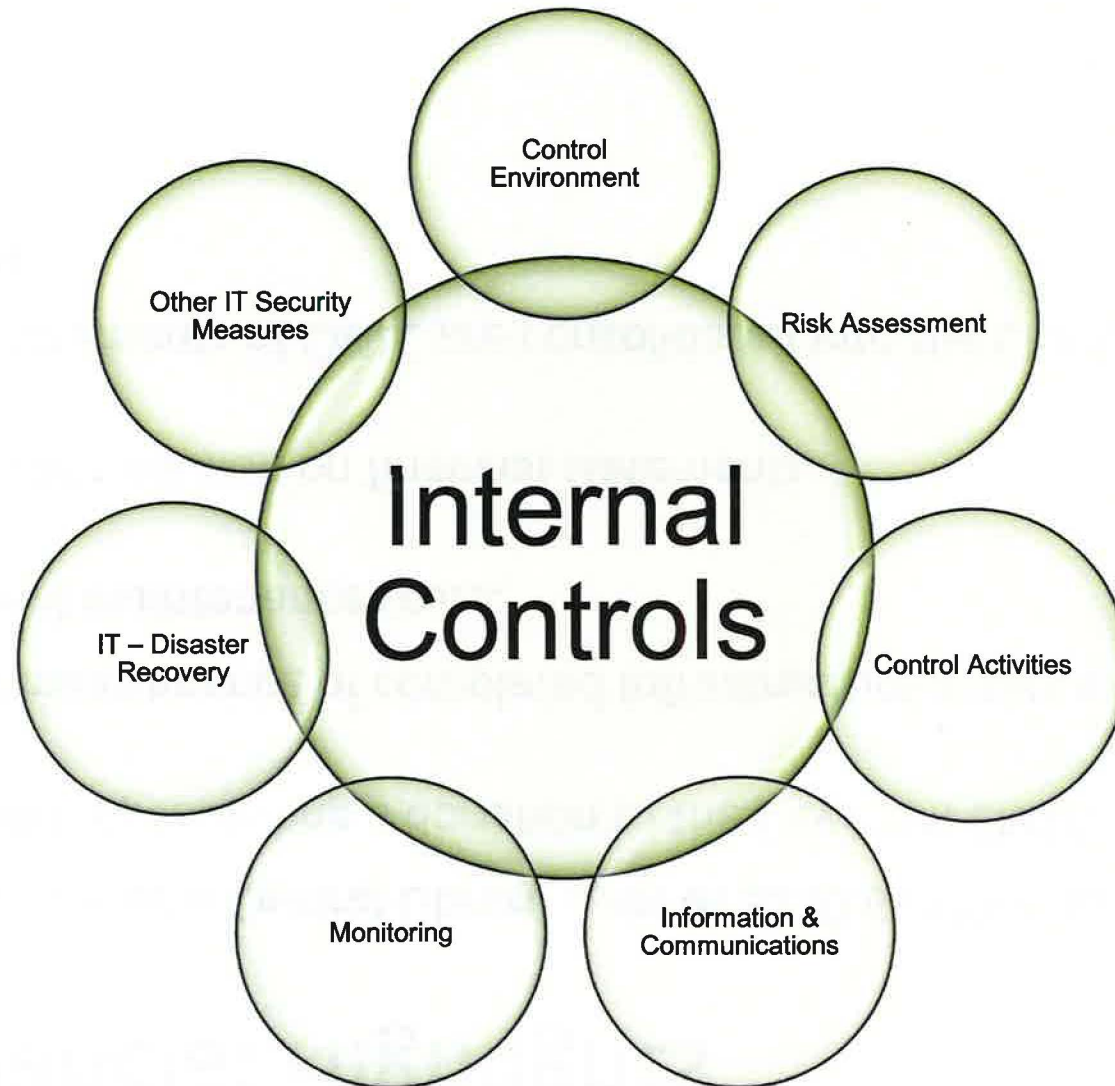 Control
Environment
Risk Assessment
Control Activities
Information &
Communications
Monitoring
IT – Disaster
Recovery
Other IT Security
Measures
Internal
Controls